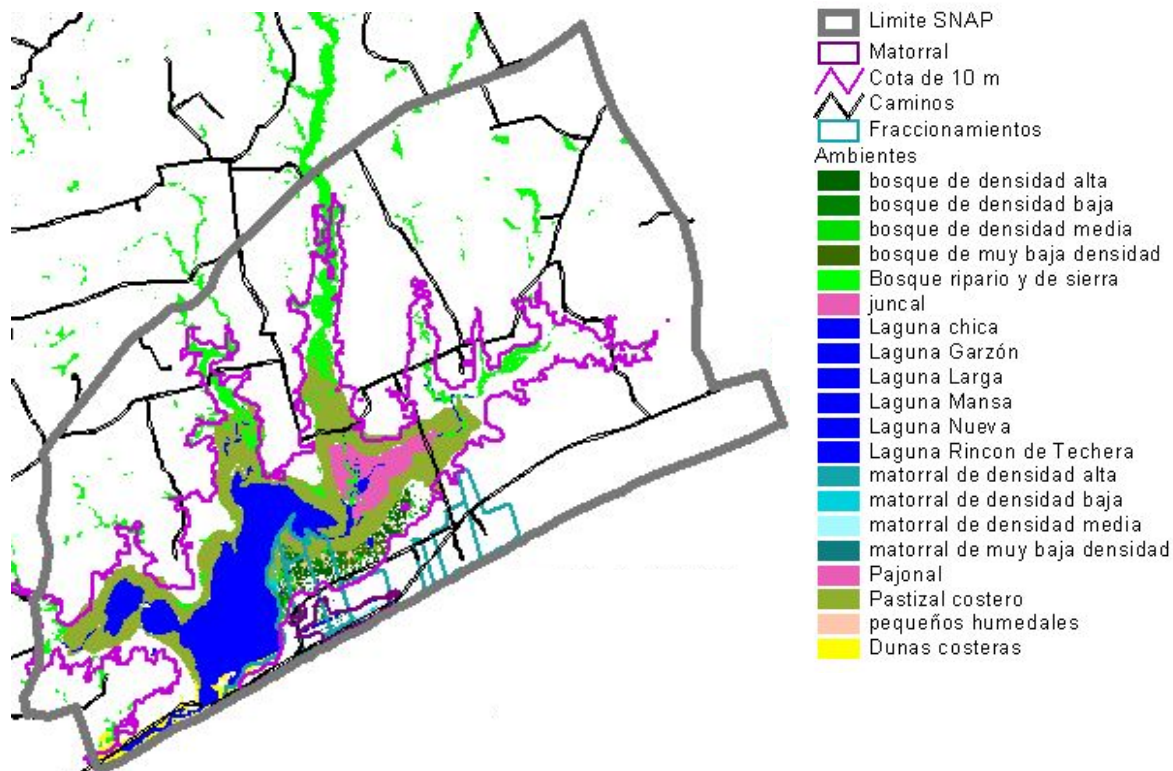 Limite SNAP
Matorral
Cota de 10 m
Caminos
Fraccionamientos
Ambientes
bosque de densidad alta
bosque de densidad baja
bosque de densidad media
bosque de muy baja densidad
Bosque ripario y de sierra
juncal
Laguna chica
Laguna Garzón
Laguna Larga
Laguna Mansa
Laguna Nueva
Laguna Rincon de Techera
matorral de densidad alta
matorral de densidad baja
matorral de densidad media
matorral de muy baja densidad
Pajonal
Pastizal costero
pequeños humedales
Dunas costeras